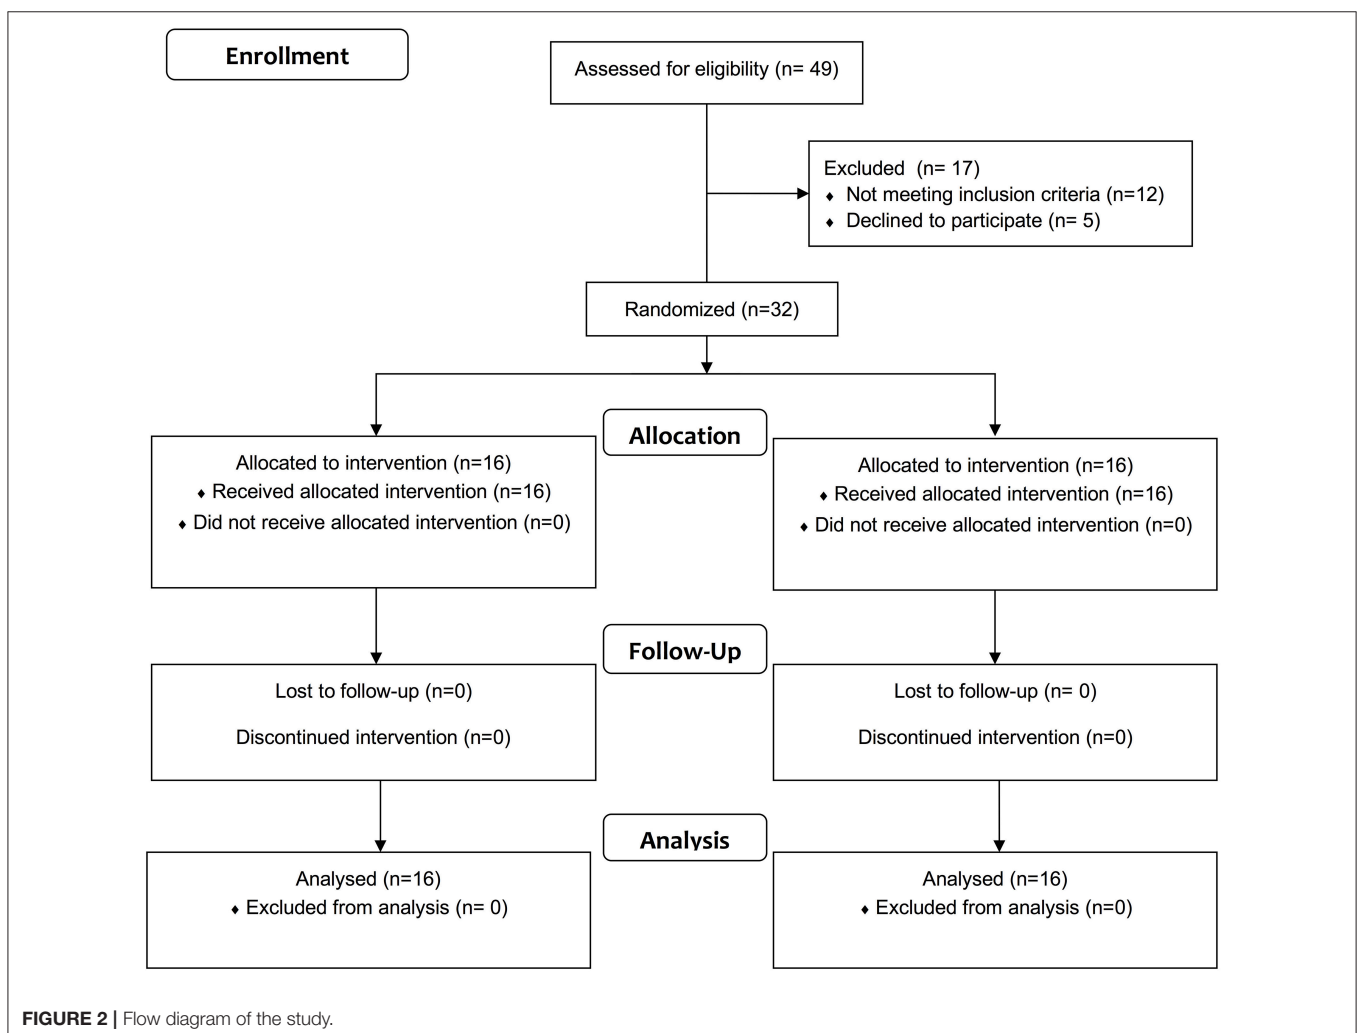 Enrollment
Assessed for eligibility (n= 49)
Excluded (n= 17)
♦ Not meeting inclusion criteria (n=12)
♦ Declined to participate (n= 5)
Randomized (n=32)
Allocation
Allocated to intervention (n=16)
♦ Received allocated intervention (n=16)
♦ Did not receive allocated intervention (n=0)
Allocated to intervention (n=16)
♦ Received allocated intervention (n=16)
♦ Did not receive allocated intervention (n=0)
Follow-Up
Lost to follow-up (n=0)
Discontinued intervention (n=0)
Lost to follow-up (n= 0)
Discontinued intervention (n=0)
Analysis
Analysed (n=16)
♦ Excluded from analysis (n= 0)
Analysed (n=16)
♦ Excluded from analysis (n=0)
FIGURE 2 | Flow diagram of the study.